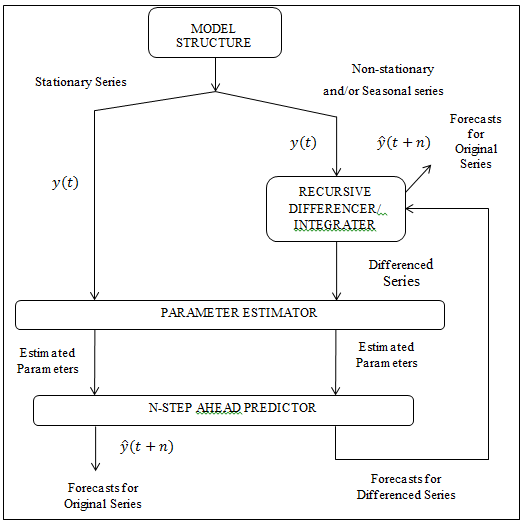 MODEL
STRUCTURE
Stationary Series
Non-stationary
and/or Seasonal series
y(t)
y(t)
ŷ(t + n)
Forecasts
for
Original
Series
RECURSIVE
DIFFERENCER/
INTEGRATER
Differenced
Series
PARAMETER ESTIMATOR
Estimated
Parameters
Estimated
Parameters
N-STEP AHEAD PREDICTOR
ŷ(t + n)
Forecasts for
Original Series
Forecasts for
Differenced Series